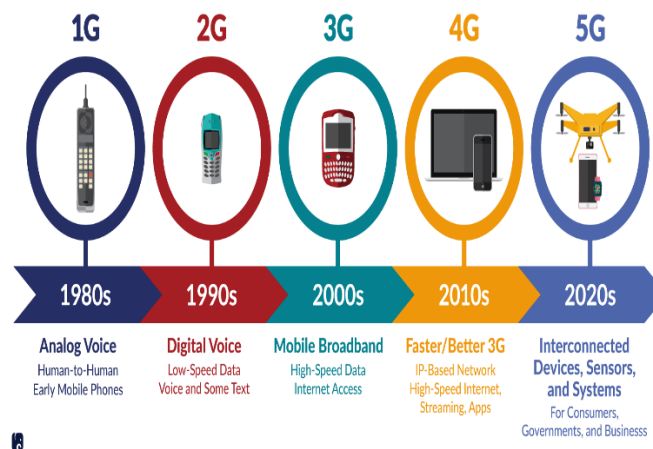 1G 2G 3G 4G 5G
1980s 1990s 2000s 2010s 2020s
Analog Voice
Human-to-Human
Early Mobile Phones
Digital Voice
Low-Speed Data
Voice and Some Text
Mobile Broadband
High-Speed Data
Internet Access
Faster/Better 3G
IP-Based Network
High-Speed Internet,
Streaming, Apps
Interconnected
Devices, Sensors,
and Systems
For Consumers,
Governments, and Businesss